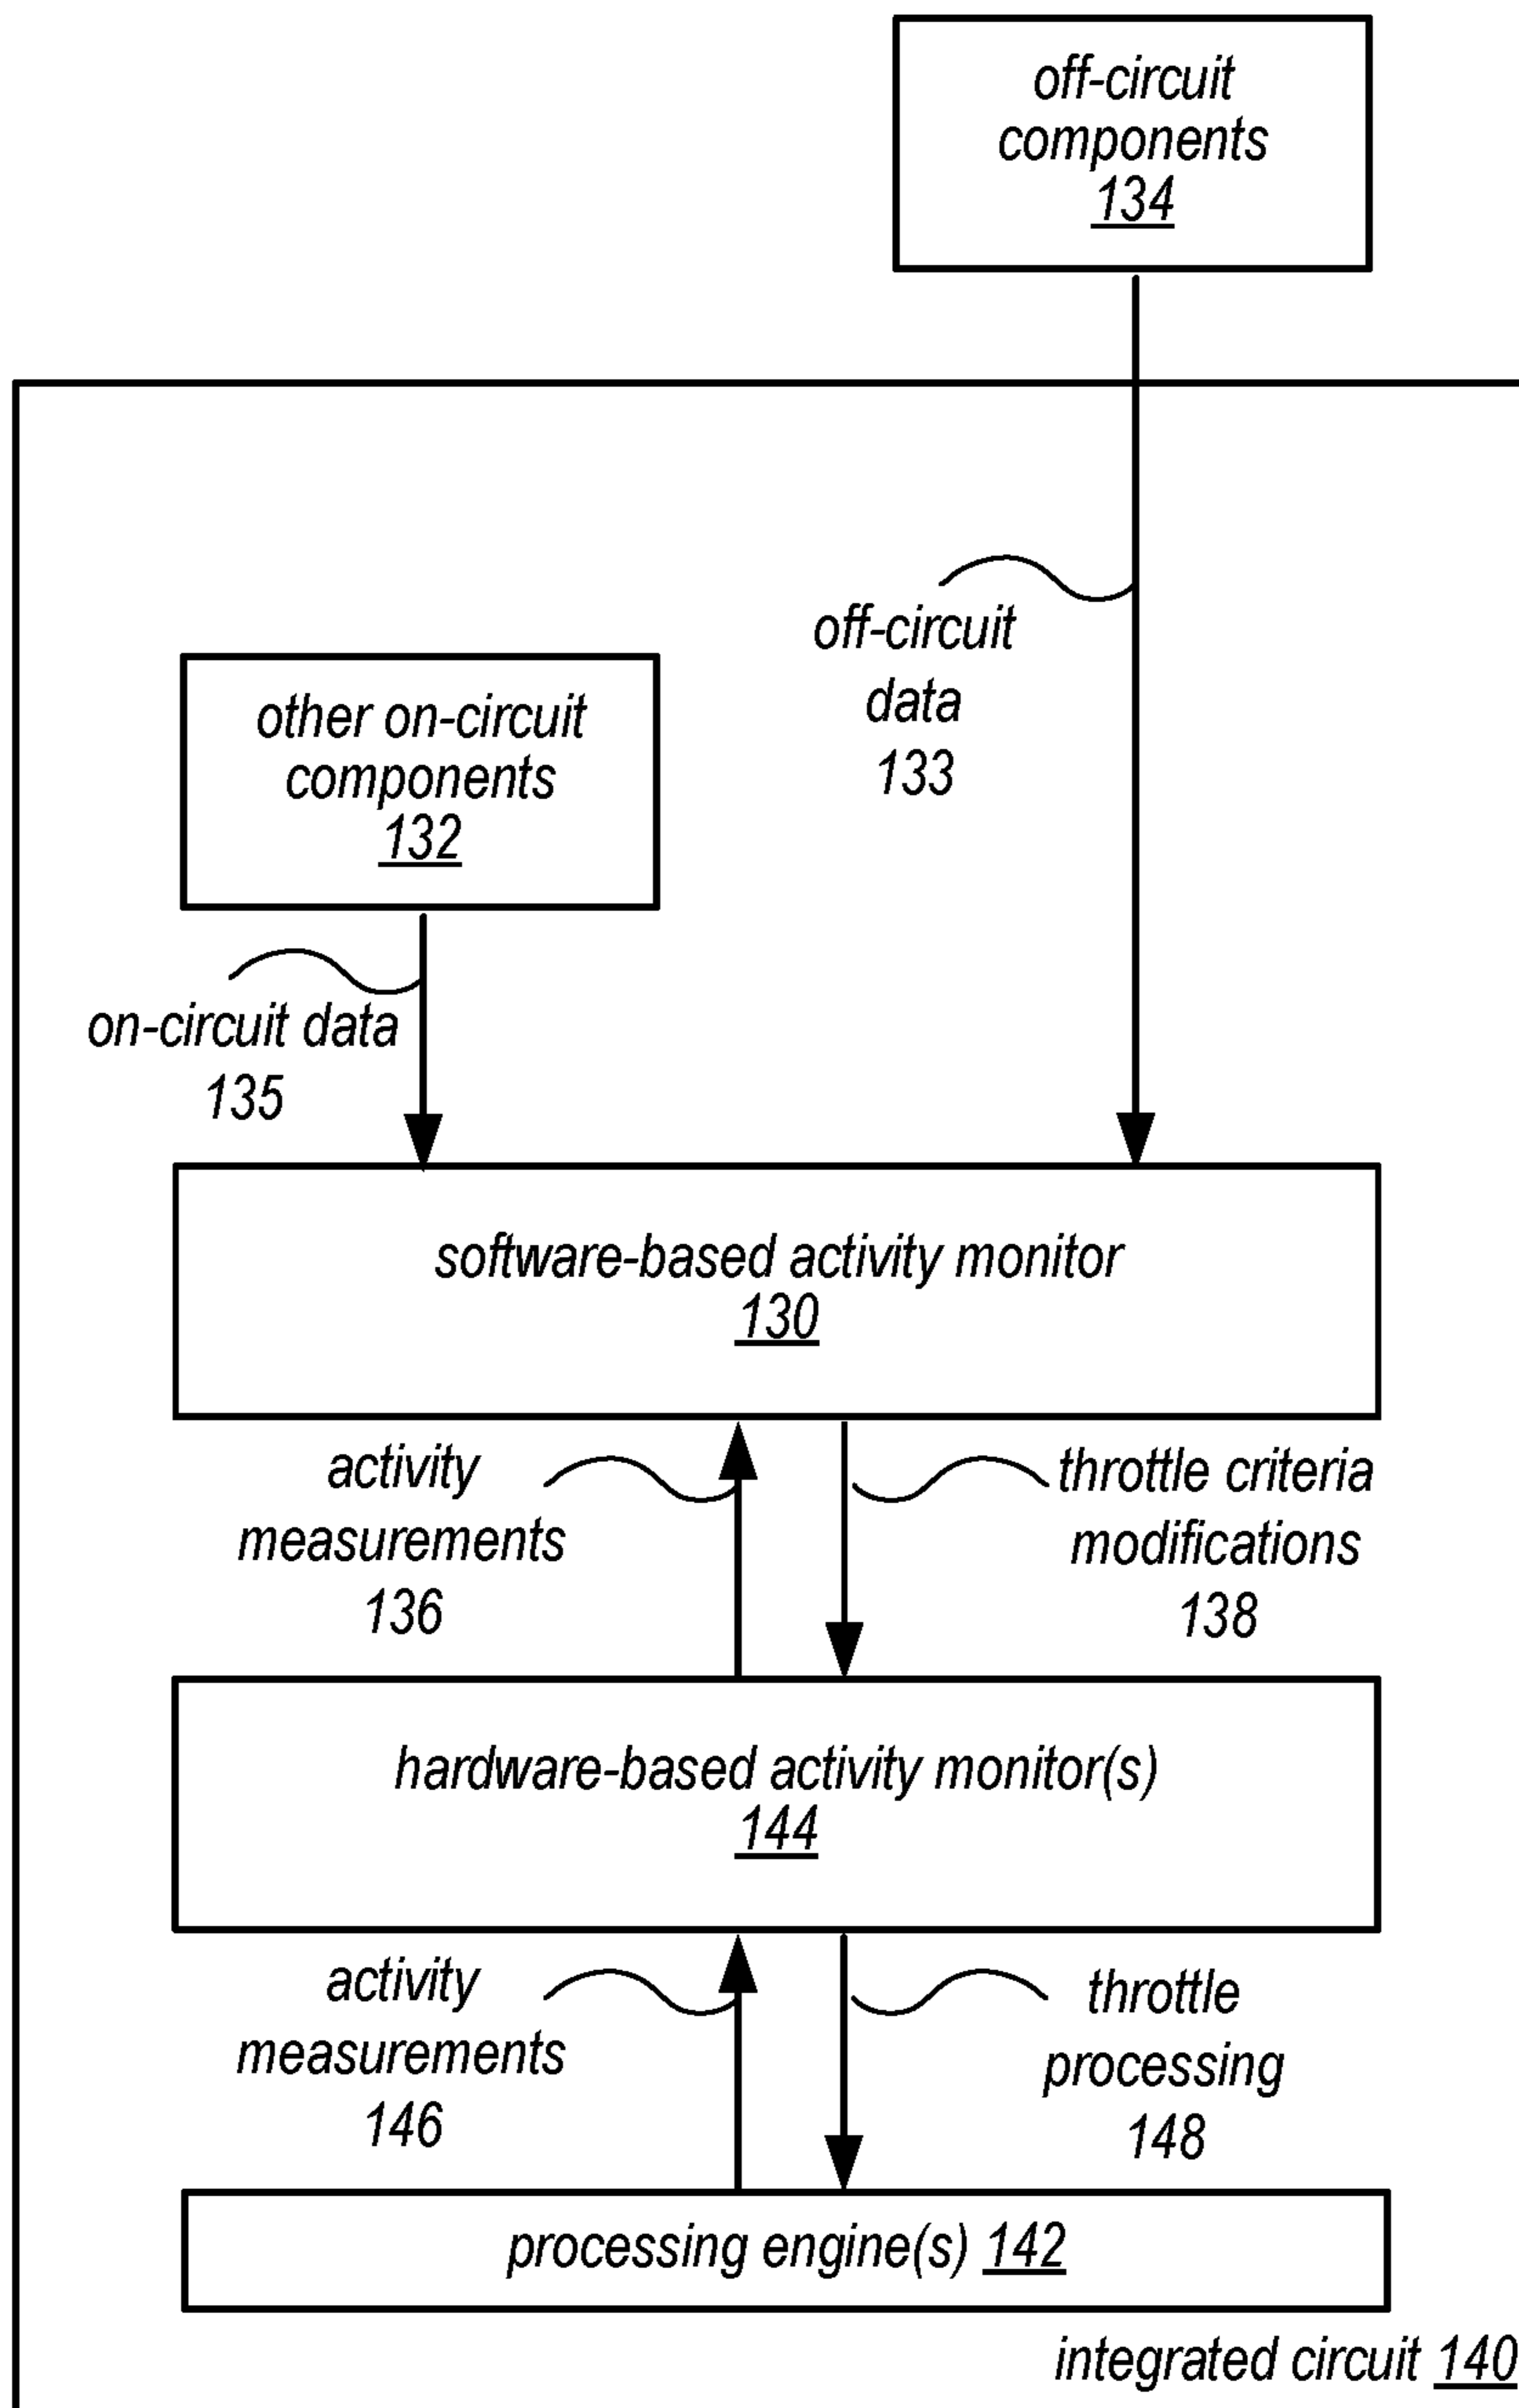 off-circuit
components
134
off-circuit
data
133
other on-circuit
components
132
on-circuit data
135
software-based activity monitor
130
activity
measurements
136
throttle criteria
modifications
138
hardware-based activity monitor(s)
144
activity
measurements
146
throttle
processing
148
processing engine(s) 142
integrated circuit 140